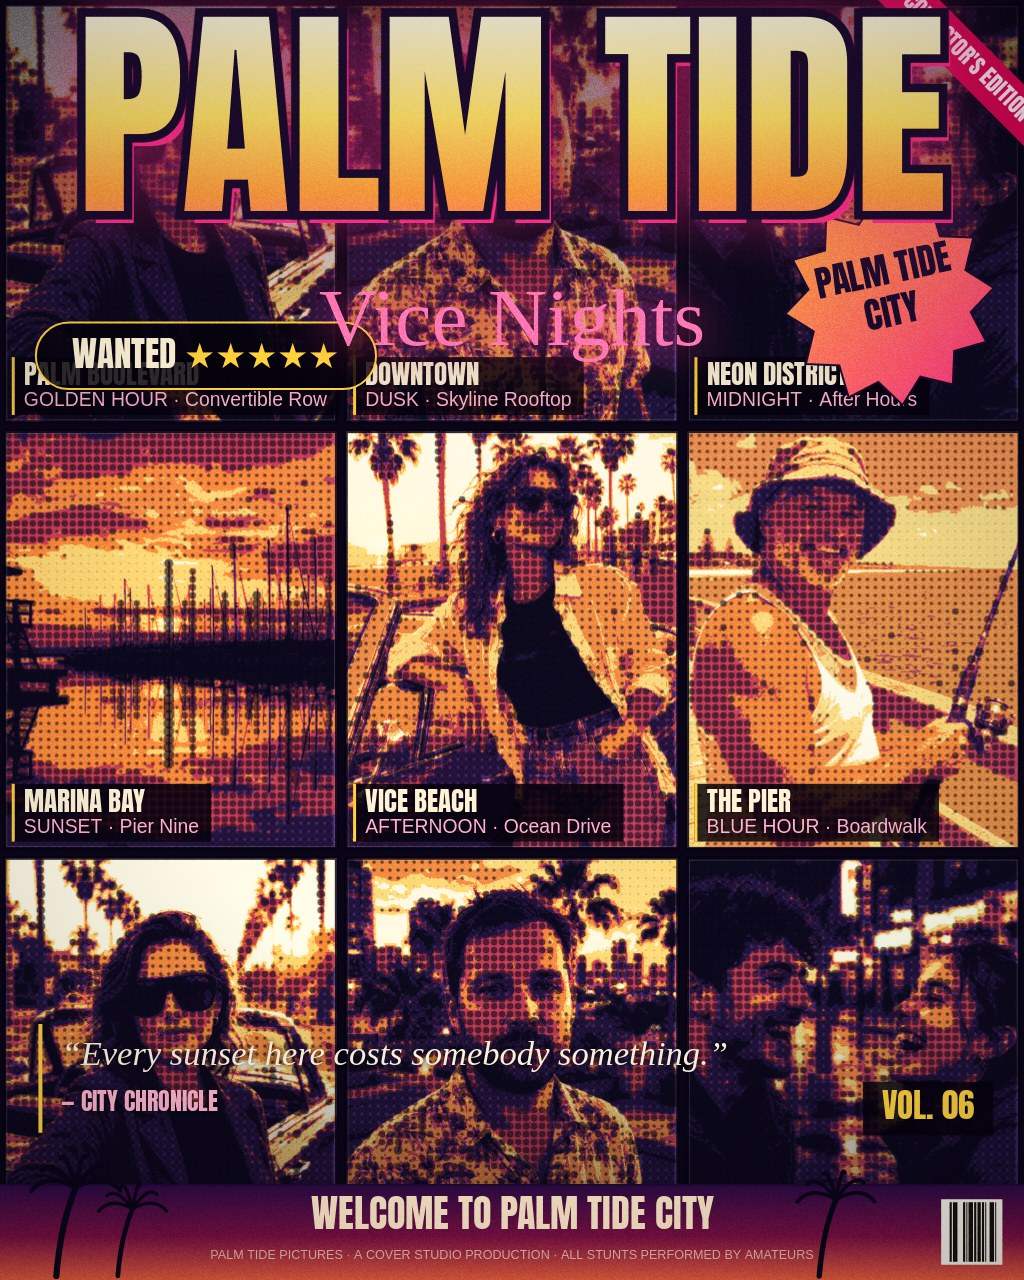 PALM TIDE
TOR'S EDITION
PALM TIDE
CITY
Vice Nights
WANTED ★★★★★
PALM BOULEVARD
GOLDEN HOUR · Convertible Row
DOWNTOWN
DUSK · Skyline Rooftop
NEON DISTRICT
MIDNIGHT · After Hours
MARINA BAY
SUNSET · Pier Nine
VICE BEACH
AFTERNOON · Ocean Drive
THE PIER
BLUE HOUR · Boardwalk
“Every sunset here costs somebody something.”
– CITY CHRONICLE
VOL. 06
WELCOME TO PALM TIDE CITY
PALM TIDE PICTURES · A COVER STUDIO PRODUCTION · ALL STUNTS PERFORMED BY AMATEURS